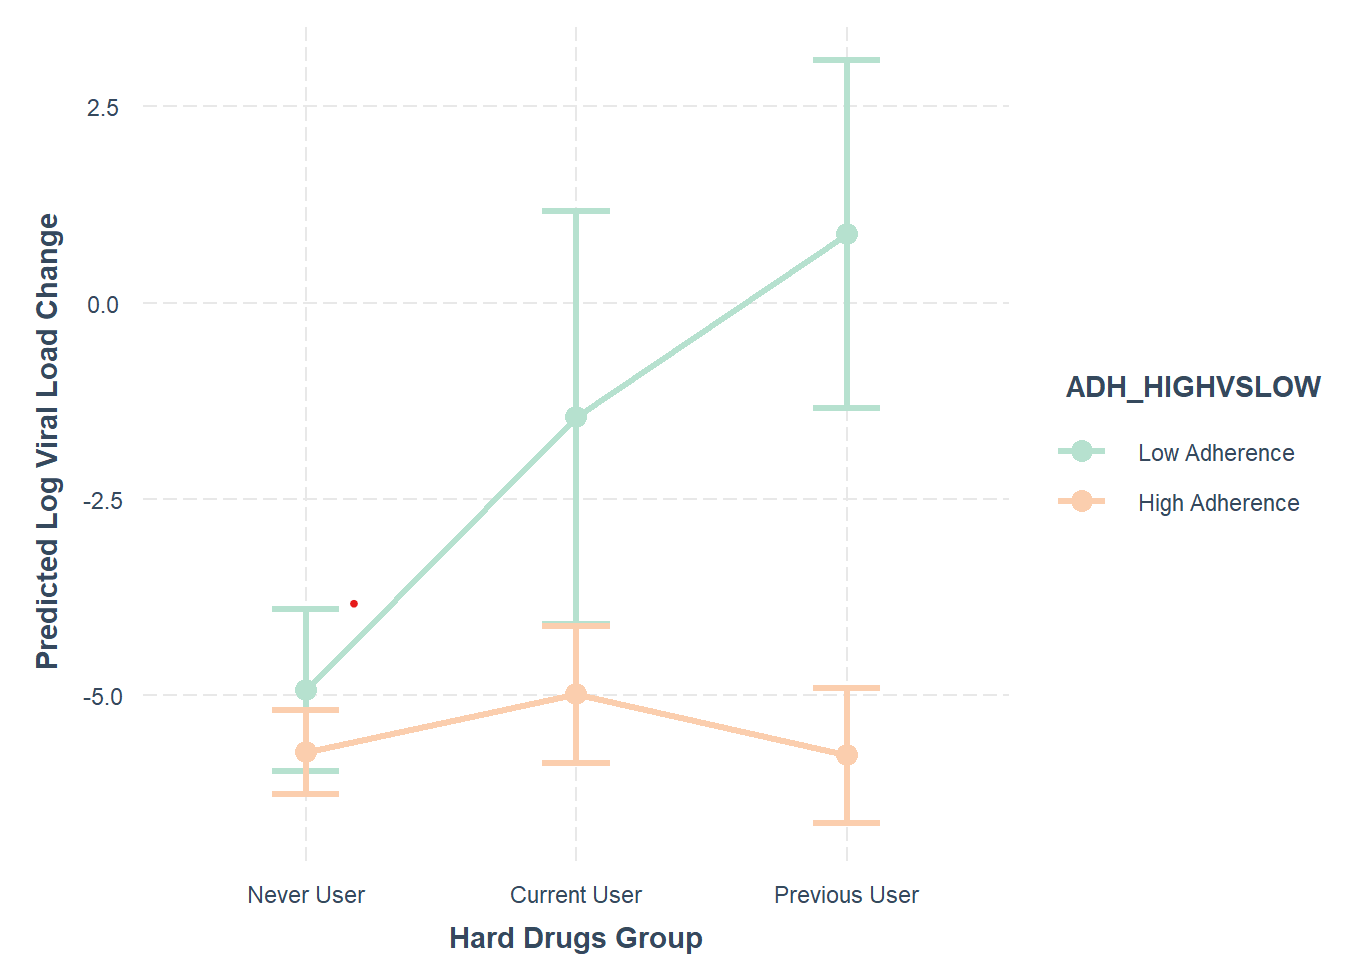 2.5
0.0
-2.5
-5.0
Predicted Log Viral Load Change
Never User
Current User
Previous User
Hard Drugs Group
ADH_HIGHVSLOW
Low Adherence
High Adherence